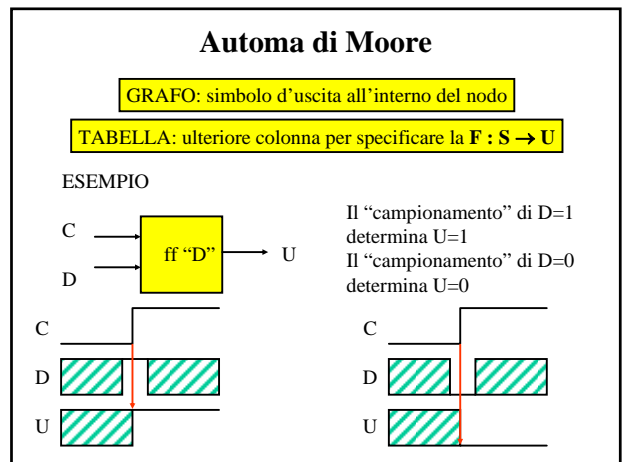 Automa di Moore
GRAFO: simbolo d'uscita all'interno del nodo
TABELLA: ulteriore colonna per specificare la F : S → U
ESEMPIO
C
D
ff “D”
U
Il “campionamento” di D=1
determina U=1
Il “campionamento” di D=0
determina U=0
C
D
U
C
D
U